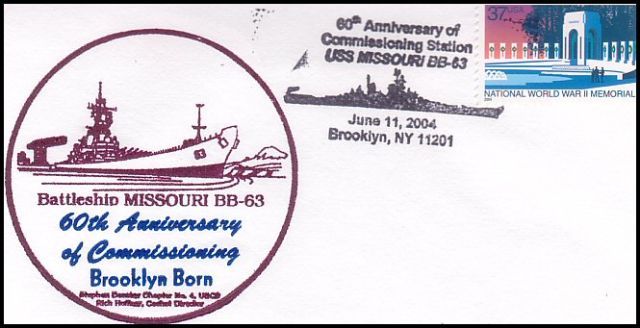 60th Anniversary of
Commissioning Station
USS MISSOURI BB-63
June 11, 2004
Brooklyn, NY 11201
37 USA
NATIONAL WORLD WAR II MEMORIAL
63
Battleship MISSOURI BB-63
60th Anniversary
of Commissioning
Brooklyn Born
Stephen Decatur Chapter No. 4, USCS
Rich Hoffner, Cachet Director